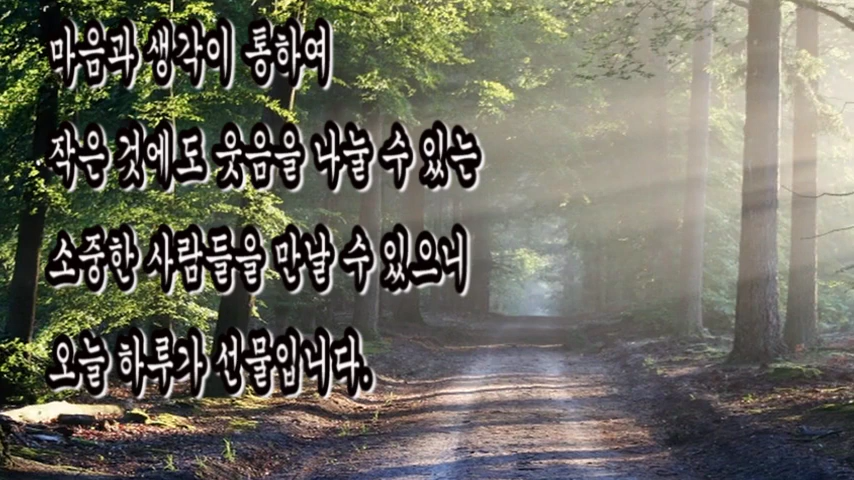 마음과 생각이 통하여
작은 것에도 웃음을 나눌 수 있는
소중한 사람들을 만날 수 있으니
오늘 하루가 선물입니다.